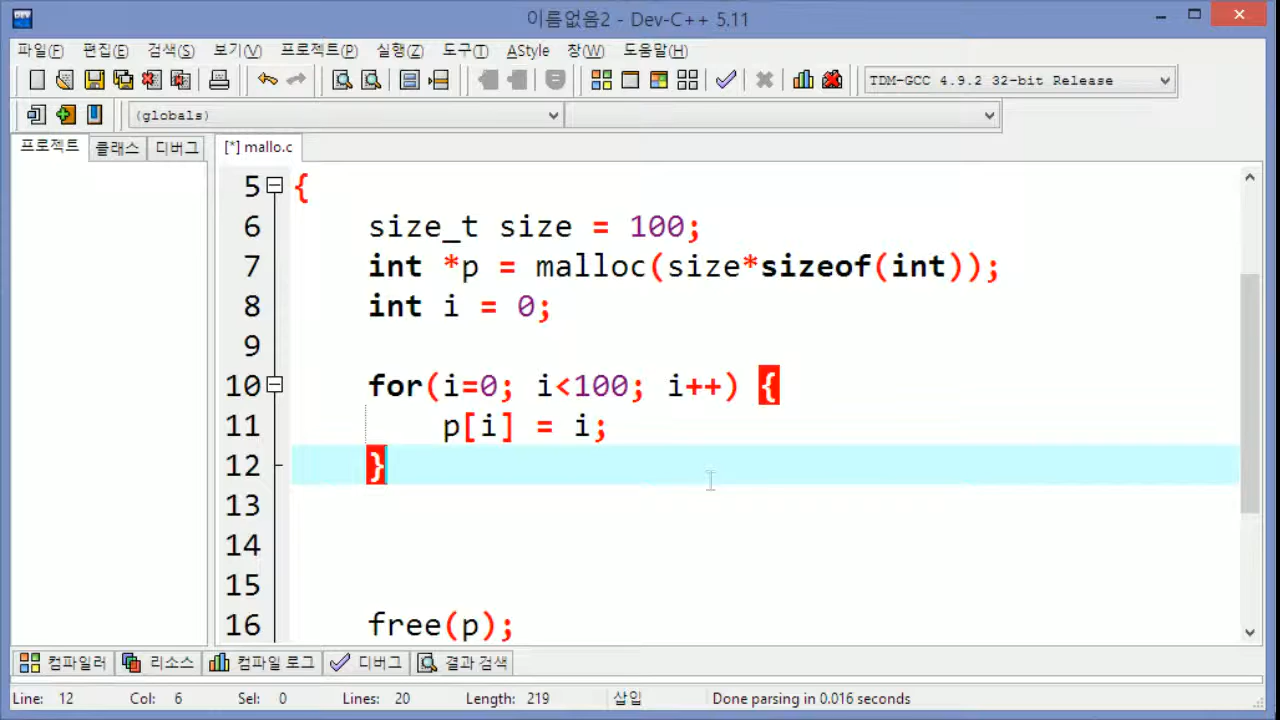 이름없음2 - Dev-C++ 5.11
파일(F) 편집(E) 검색(S) 보기(V) 프로젝트(P) 실행(Z) 도구(T) AStyle 창(W) 도움말(H)
TDM-GCC 4.9.2 32-bit Release
(globals)
프로젝트 클래스 디버그 [*] mallo.c
5 {
6 size_t size = 100;
7 int *p = malloc(size*sizeof(int));
8 int i = 0;
9
10 for(i=0; i<100; i++) {
11 p[i] = i;
12 }
13
14
15
16 free(p);
컴파일러 리소스 컴파일 로그 디버그 결과 검색
Line: 12 Col: 6 Sel: 0 Lines: 20 Length: 219 삽입 Done parsing in 0.016 seconds